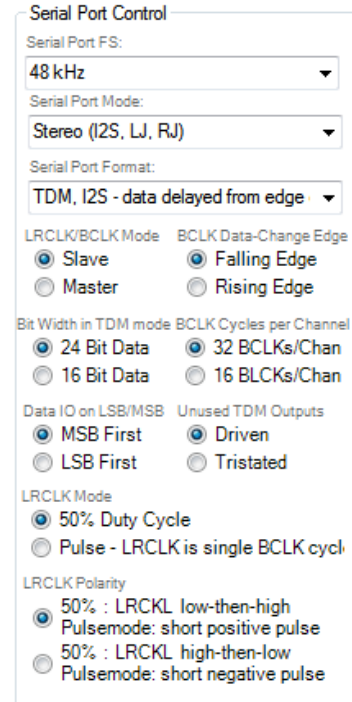 Serial Port Control
Serial Port FS:
48 kHz
Serial Port Mode:
Stereo (I2S, LJ, RJ)
Serial Port Format:
TDM, I2S - data delayed from edge
LRCLK/BCLK Mode BCLK Data-Change Edge
Slave Falling Edge
Master Rising Edge
Bit Width in TDM mode BCLK Cycles per Channel
24 Bit Data 32 BCLKs/Chan
16 Bit Data 16 BLCKs/Chan
Data IO on LSB/MSB Unused TDM Outputs
MSB First Driven
LSB First Tristated
LRCLK Mode
50% Duty Cycle
Pulse - LRCLK is single BCLK cycl
LRCLK Polarity
50% : LRCKL low-then-high
Pulsemode: short positive pulse
50% : LRCKL high-then-low
Pulsemode: short negative pulse